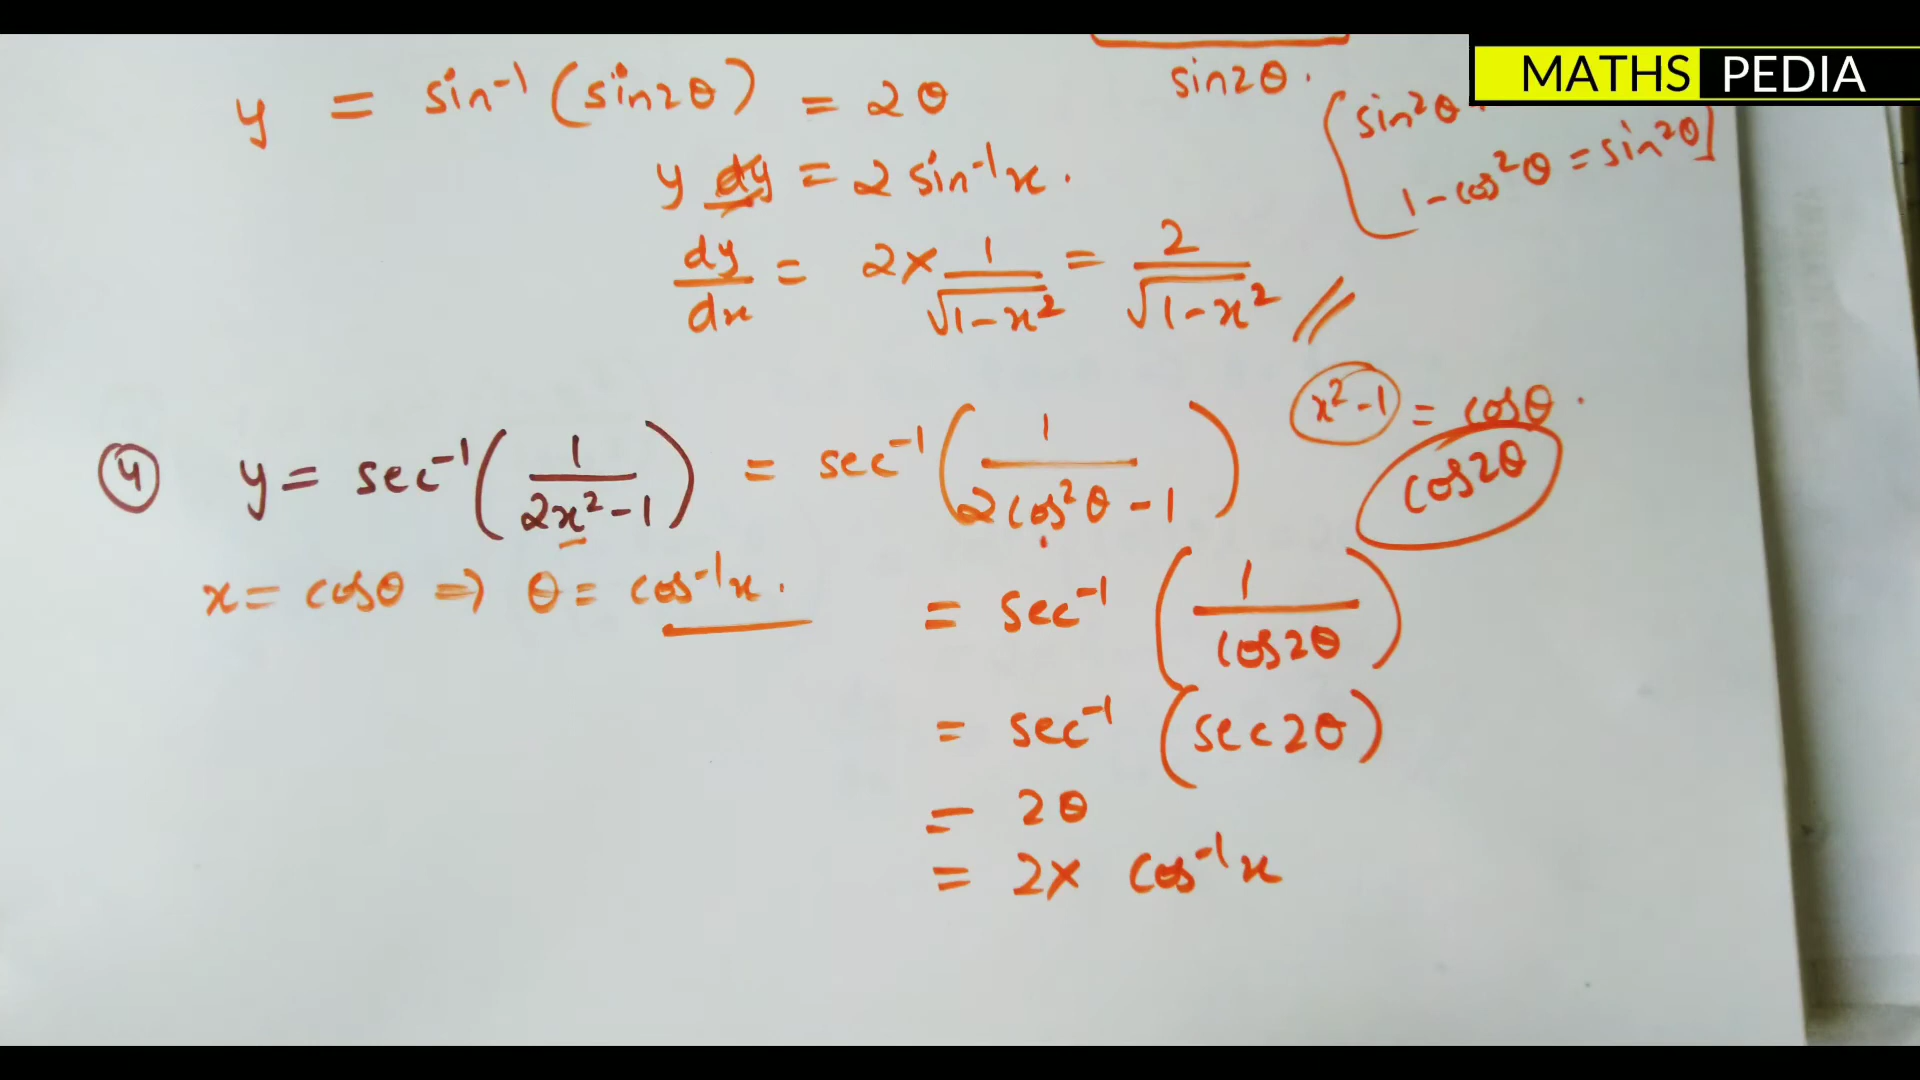 MATHS PEDIA
sin2θ.
y = sin⁻¹(sin2θ) = 2θ
[sin²θ
1-cos²θ = sin²θ]
y dy = 2 sin⁻¹x.
dy/dx = 2× 1/√1-x² = 2/√1-x² //
x²-1 = cosθ.
cos2θ
④ y = sec⁻¹(1/2x²-1) = sec⁻¹(1/2cos²θ-1)
x = cosθ ⇒ θ = cos⁻¹x.
= sec⁻¹(1/cos2θ)
= sec⁻¹(sec2θ)
= 2θ
= 2× cos⁻¹x